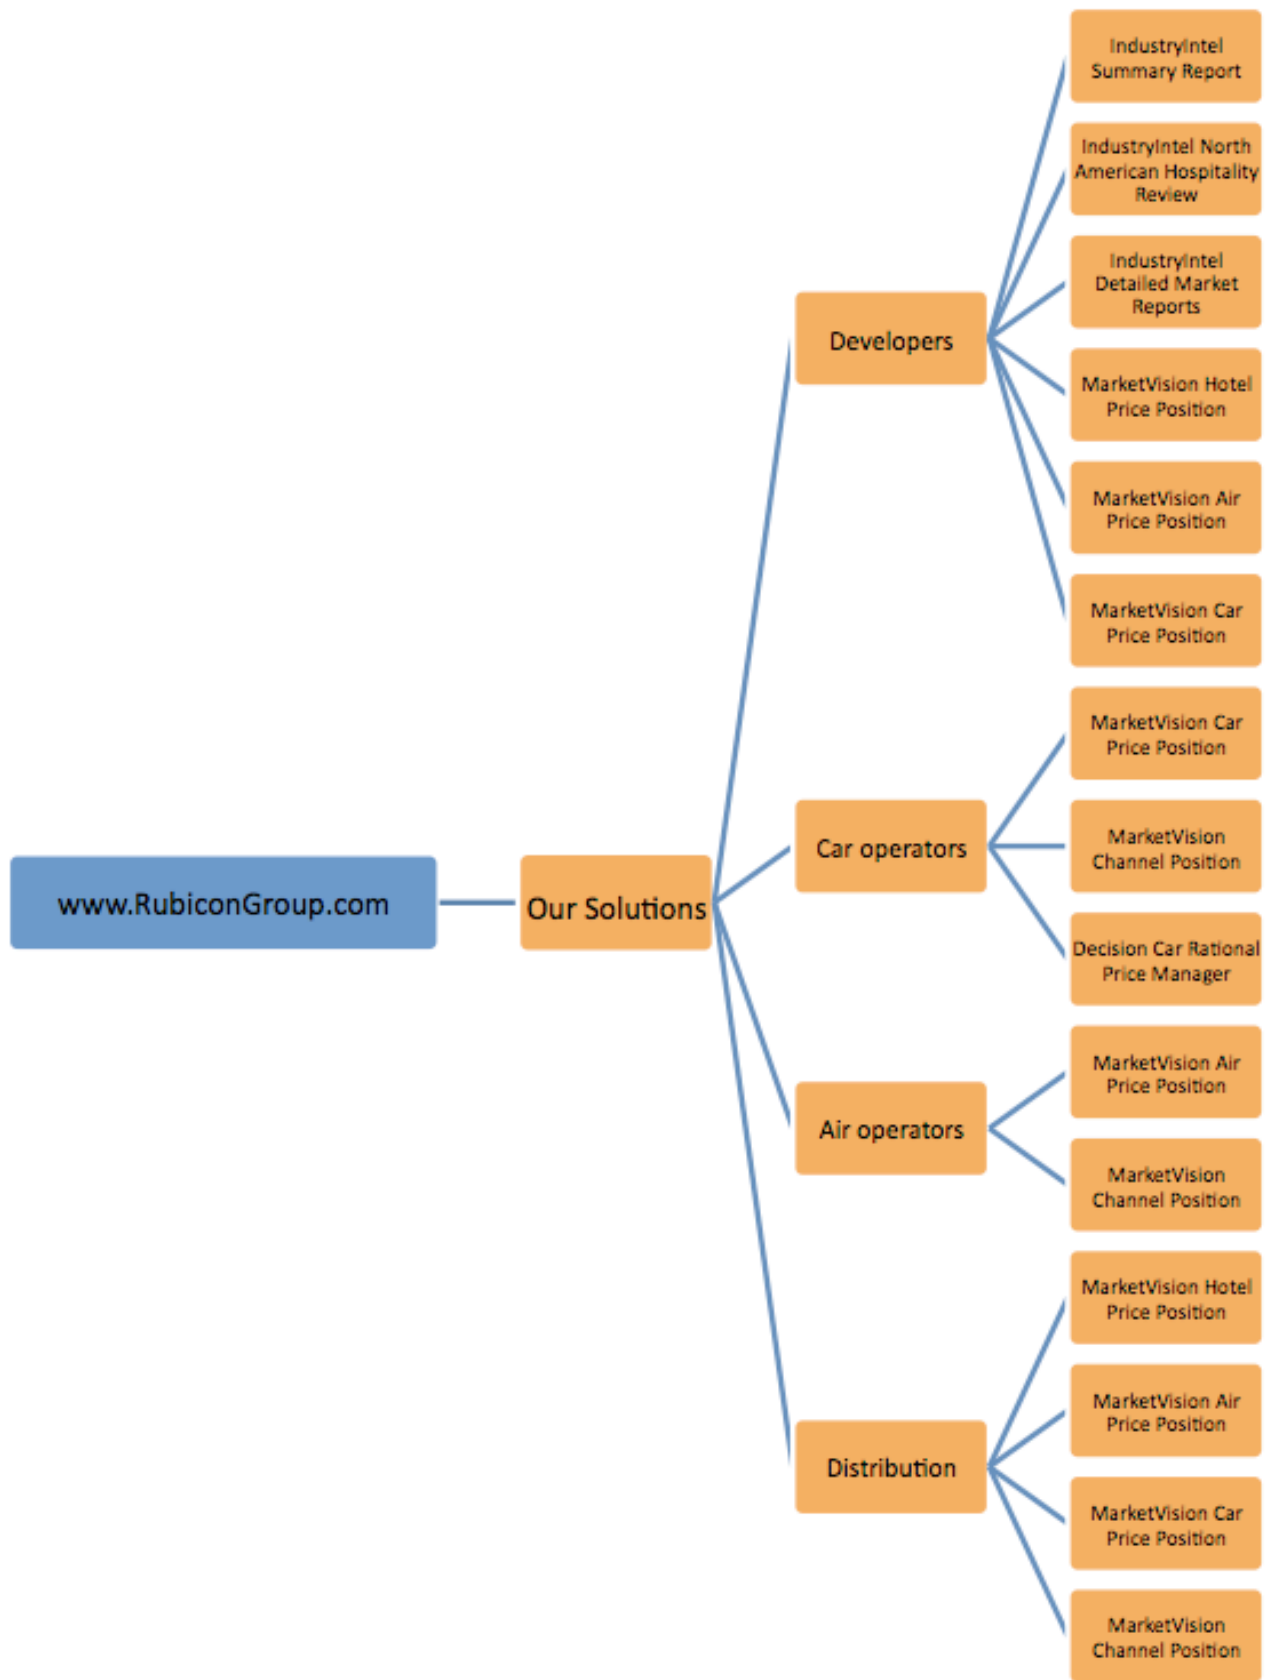 www.RubiconGroup.com
Our Solutions
Developers
IndustryIntel
Summary Report
IndustryIntel North
American Hospitality
Review
IndustryIntel
Detailed Market
Reports
MarketVision Hotel
Price Position
MarketVision Air
Price Position
MarketVision Car
Price Position
Car operators
MarketVision Car
Price Position
MarketVision
Channel Position
Decision Car Rational
Price Manager
Air operators
MarketVision Air
Price Position
MarketVision
Channel Position
Distribution
MarketVision Hotel
Price Position
MarketVision Air
Price Position
MarketVision Car
Price Position
MarketVision
Channel Position